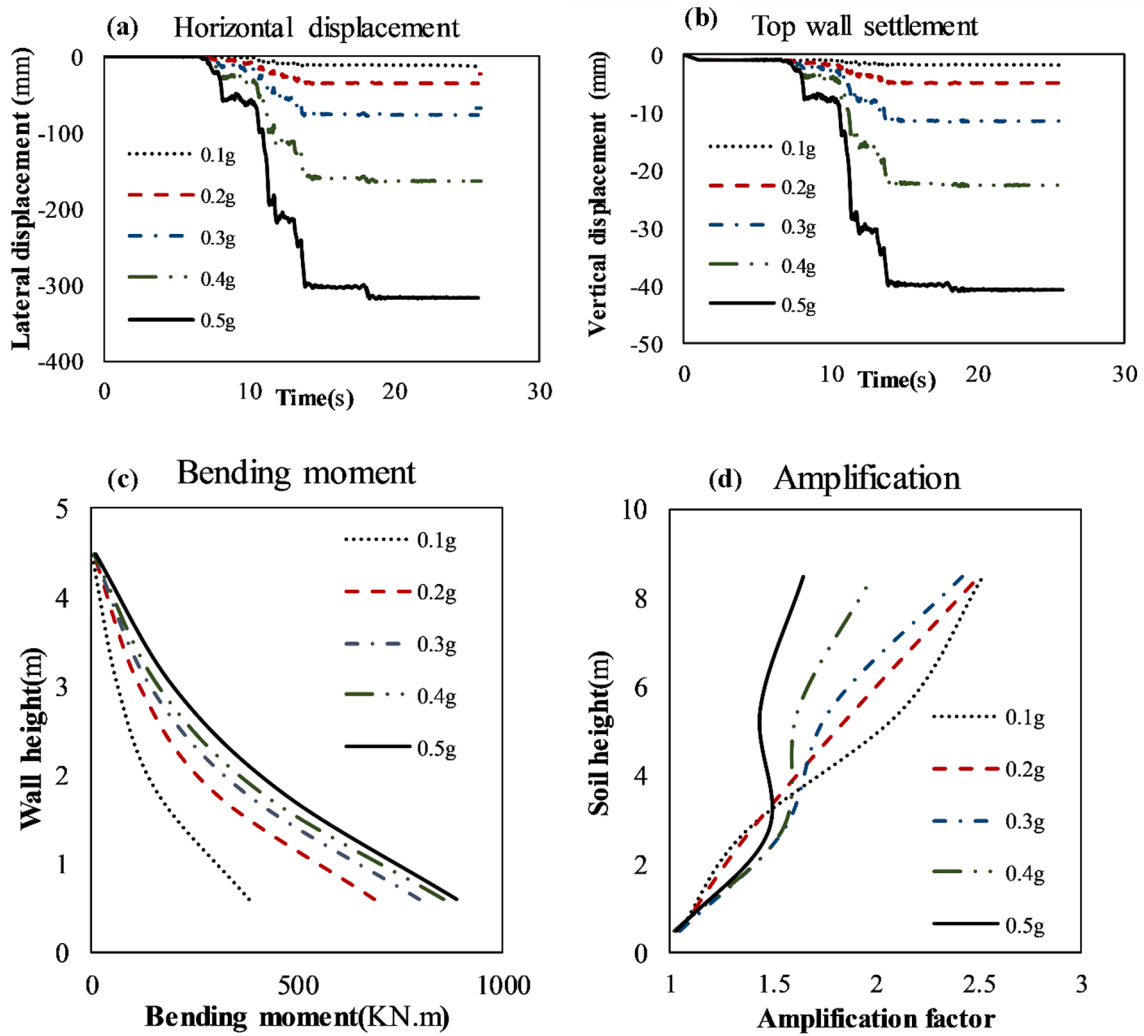 (a) Horizontal displacement
Lateral displacement (mm)
0
-100
-200
-300
-400
0.1g
0.2g
0.3g
0.4g
0.5g
0 10 20 30
Time(s)
(b) Top wall settlement
Vertical displacement (mm)
0
-10
-20
-30
-40
-50
0.1g
0.2g
0.3g
0.4g
0.5g
0 10 20 30
Time(s)
(c) Bending moment
Wall height(m)
5
4
3
2
1
0
0.1g
0.2g
0.3g
0.4g
0.5g
0 500 1000
Bending moment(KN.m)
(d) Amplification
Soil height(m)
10
8
6
4
2
0
0.1g
0.2g
0.3g
0.4g
0.5g
1 1.5 2 2.5 3
Amplification factor